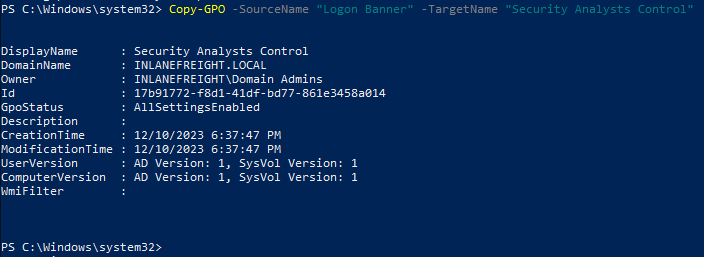 PS C:\Windows\system32> Copy-GPO -SourceName "Logon Banner" -TargetName "Security Analysts Control"
DisplayName : Security Analysts Control
DomainName : INLANEFREIGHT.LOCAL
Owner : INLANEFREIGHT\Domain Admins
Id : 17b91772-f8d1-41df-bd77-861e3458a014
GpoStatus : AllSettingsEnabled
Description :
CreationTime : 12/10/2023 6:37:47 PM
ModificationTime : 12/10/2023 6:37:47 PM
UserVersion : AD Version: 1, SysVol Version: 1
ComputerVersion : AD Version: 1, SysVol Version: 1
WmiFilter :
PS C:\Windows\system32>